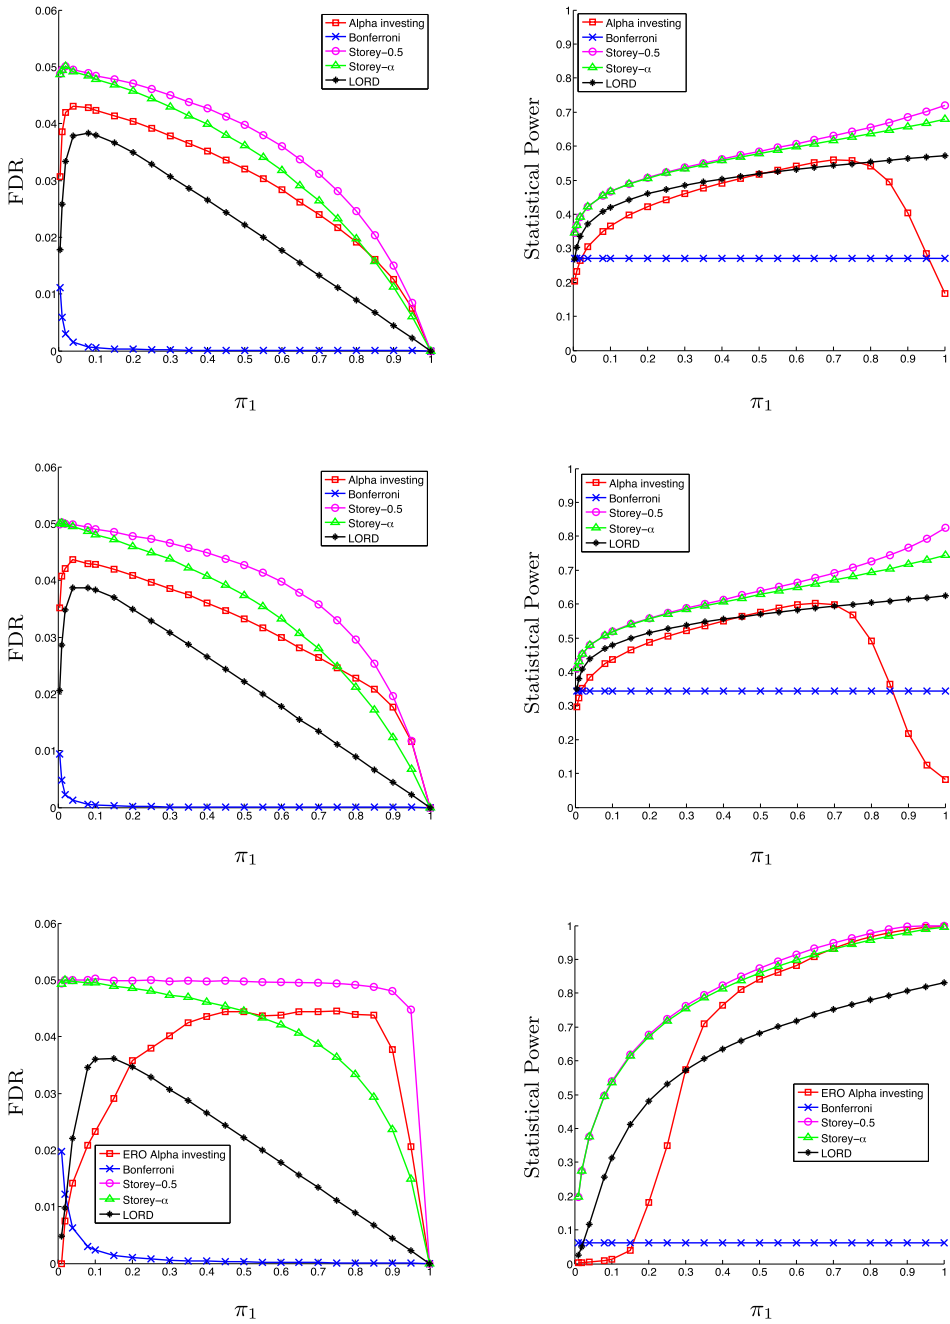 0.06
0.05
0.04
0.03
0.02
0.01
0
FDR
0 0.1 0.2 0.3 0.4 0.5 0.6 0.7 0.8 0.9 1
π1
Alpha investing
Bonferroni
Storey−0.5
Storey−α
LORD
1
0.9
0.8
0.7
0.6
0.5
0.4
0.3
0.2
0.1
0
Statistical Power
0 0.1 0.2 0.3 0.4 0.5 0.6 0.7 0.8 0.9 1
π1
Alpha investing
Bonferroni
Storey−0.5
Storey−α
LORD
0.06
0.05
0.04
0.03
0.02
0.01
0
FDR
0 0.1 0.2 0.3 0.4 0.5 0.6 0.7 0.8 0.9 1
π1
Alpha investing
Bonferroni
Storey−0.5
Storey−α
LORD
1
0.9
0.8
0.7
0.6
0.5
0.4
0.3
0.2
0.1
0
Statistical Power
0 0.1 0.2 0.3 0.4 0.5 0.6 0.7 0.8 0.9 1
π1
Alpha investing
Bonferroni
Storey−0.5
Storey−α
LORD
0.06
0.05
0.04
0.03
0.02
0.01
0
FDR
0 0.1 0.2 0.3 0.4 0.5 0.6 0.7 0.8 0.9 1
π1
ERO Alpha investing
Bonferroni
Storey−0.5
Storey−α
LORD
1
0.9
0.8
0.7
0.6
0.5
0.4
0.3
0.2
0.1
0
Statistical Power
0 0.1 0.2 0.3 0.4 0.5 0.6 0.7 0.8 0.9 1
π1
ERO Alpha investing
Bonferroni
Storey−0.5
Storey−α
LORD